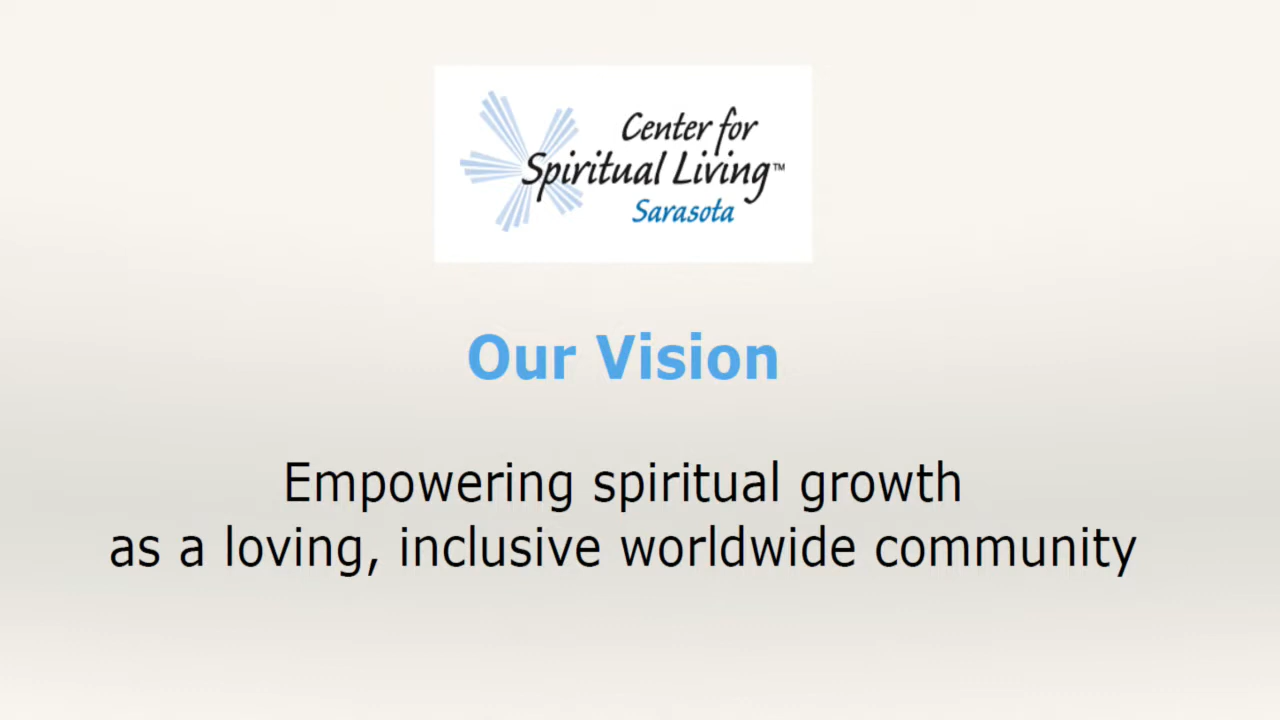 Center for
Spiritual Living™
Sarasota
Our Vision
Empowering spiritual growth
as a loving, inclusive worldwide community